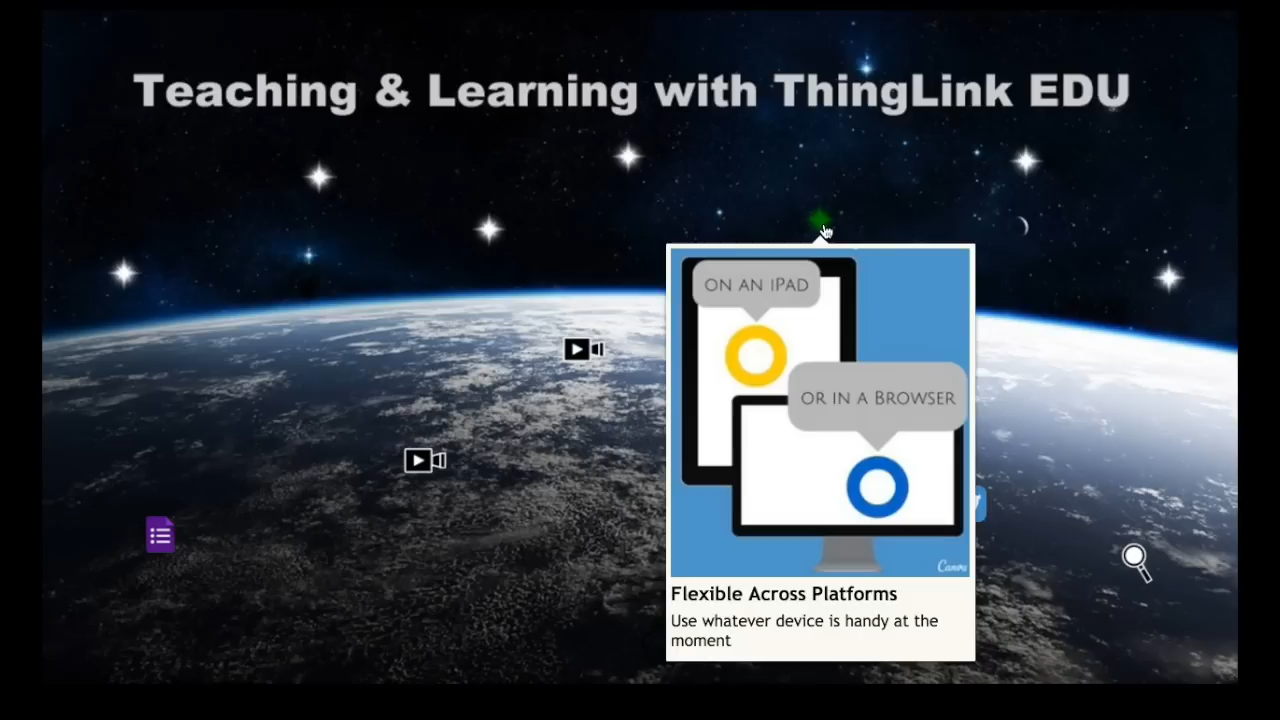 Teaching & Learning with ThingLink EDU
ON AN iPAD
OR IN A BROWSER
Canva
Flexible Across Platforms
Use whatever device is handy at the
moment